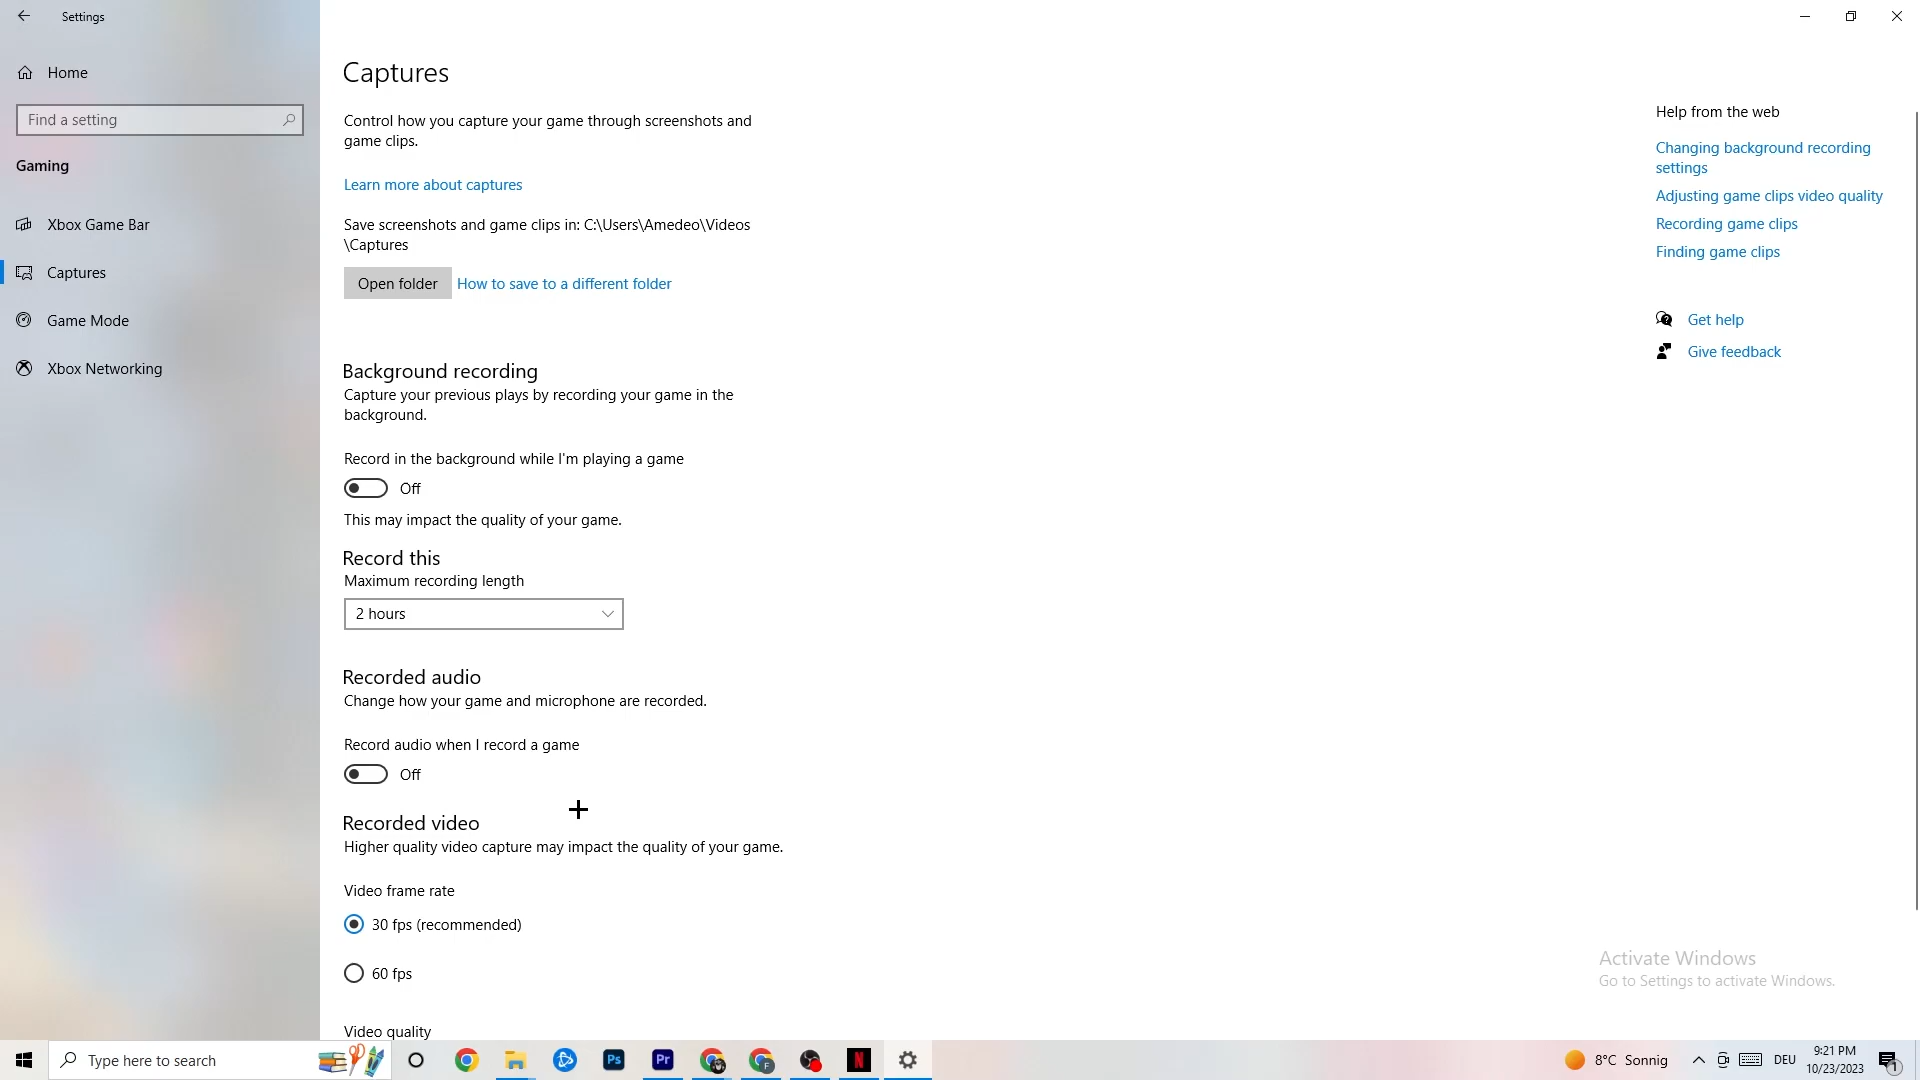 Settings
Home
Find a setting
Gaming
Xbox Game Bar
Captures
Game Mode
Xbox Networking
Captures
Control how you capture your game through screenshots and
game clips.
Learn more about captures
Save screenshots and game clips in: C:\Users\Amedeo\Videos
\Captures
Open folder
How to save to a different folder
Background recording
Capture your previous plays by recording your game in the
background.
Record in the background while I'm playing a game
Off
This may impact the quality of your game.
Record this
Maximum recording length
2 hours
Recorded audio
Change how your game and microphone are recorded.
Record audio when I record a game
Off
Recorded video
Higher quality video capture may impact the quality of your game.
Video frame rate
30 fps (recommended)
60 fps
Video quality
Help from the web
Changing background recording
settings
Adjusting game clips video quality
Recording game clips
Finding game clips
Get help
Give feedback
Activate Windows
Go to Settings to activate Windows.
Type here to search
Ps
Pr
F
N
8°C Sonnig
DEU
9:21 PM
10/23/2023
1